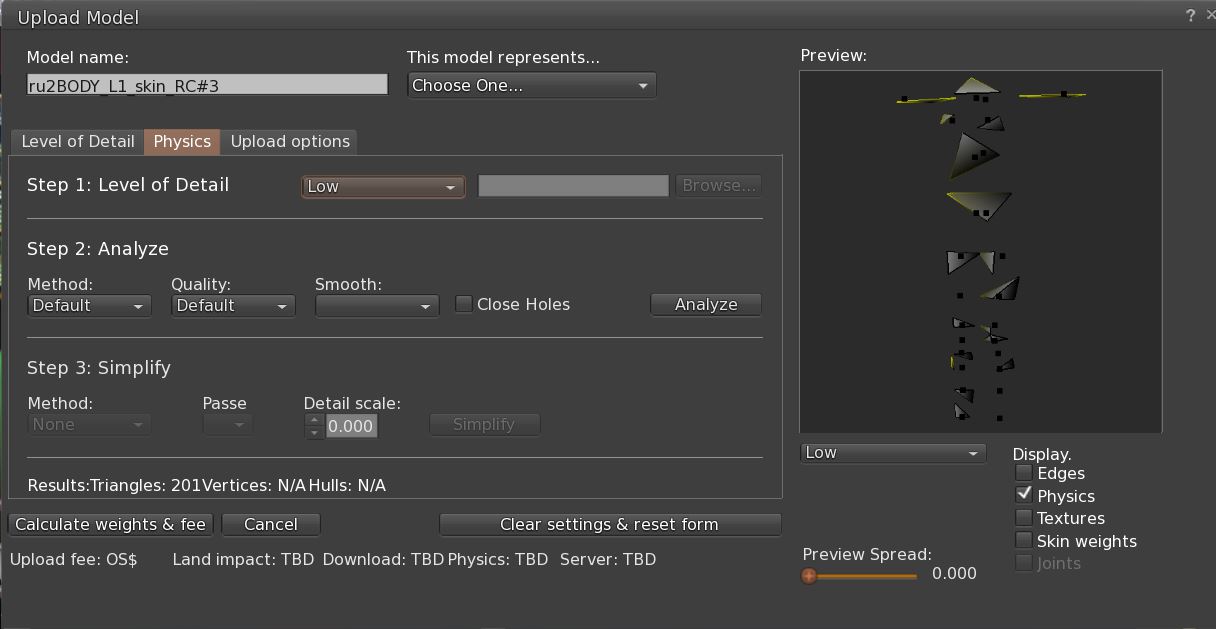 Upload Model ? ×
Model name: This model represents... Preview:
ru2BODY_L1_skin_RC#3 Choose One...
Level of Detail Physics Upload options
Step 1: Level of Detail Low Browse...
Step 2: Analyze
Method: Quality: Smooth:
Default Default Close Holes Analyze
Step 3: Simplify
Method: Passe Detail scale:
None 0.000 Simplify
Results:Triangles: 201Vertices: N/A Hulls: N/A
Low Display.
Edges
Physics
Textures
Skin weights
Joints
Preview Spread: 0.000
Calculate weights & fee Cancel Clear settings & reset form
Upload fee: OS$ Land impact: TBD Download: TBD Physics: TBD Server: TBD